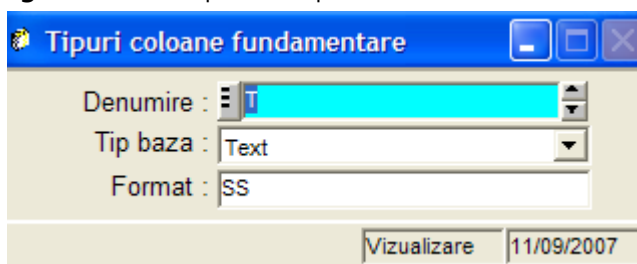 Tipuri coloane fundamentare
Denumire : T
Tip baza : Text
Format : SS
Vizualizare 11/09/2007